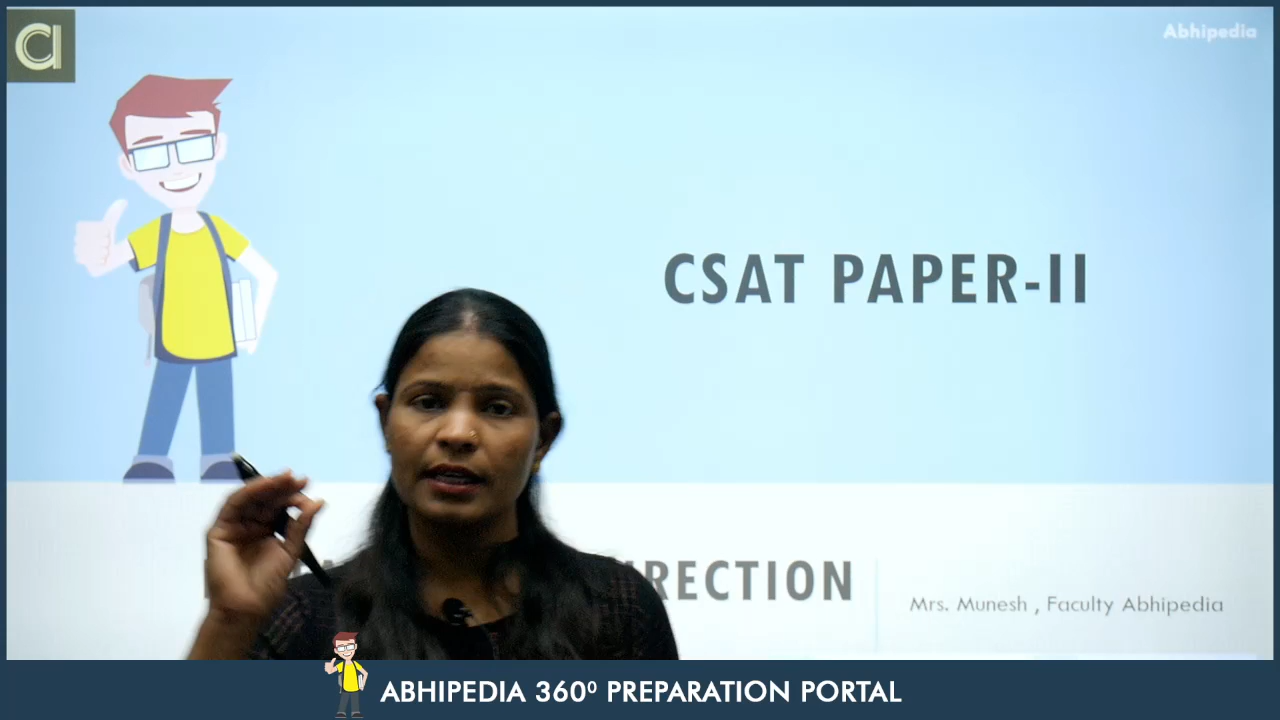 Abhipedia
CSAT PAPER-II
RECTION
Mrs. Munesh , Faculty Abhipedia
ABHIPEDIA 360⁰ PREPARATION PORTAL